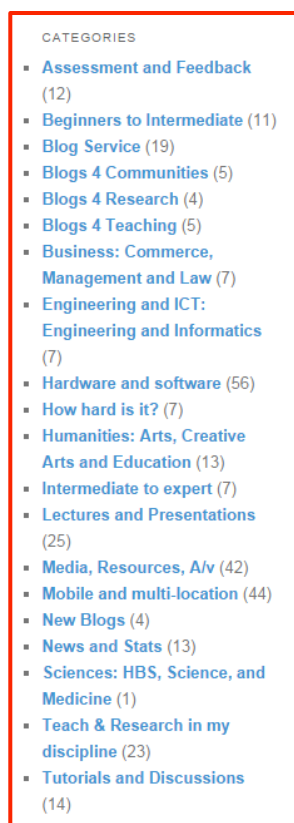 CATEGORIES
Assessment and Feedback
(12)
Beginners to Intermediate (11)
Blog Service (19)
Blogs 4 Communities (5)
Blogs 4 Research (4)
Blogs 4 Teaching (5)
Business: Commerce,
Management and Law (7)
Engineering and ICT:
Engineering and Informatics
(7)
Hardware and software (56)
How hard is it? (7)
Humanities: Arts, Creative
Arts and Education (13)
Intermediate to expert (7)
Lectures and Presentations
(25)
Media, Resources, A/v (42)
Mobile and multi-location (44)
New Blogs (4)
News and Stats (13)
Sciences: HBS, Science, and
Medicine (1)
Teach & Research in my
discipline (23)
Tutorials and Discussions
(14)